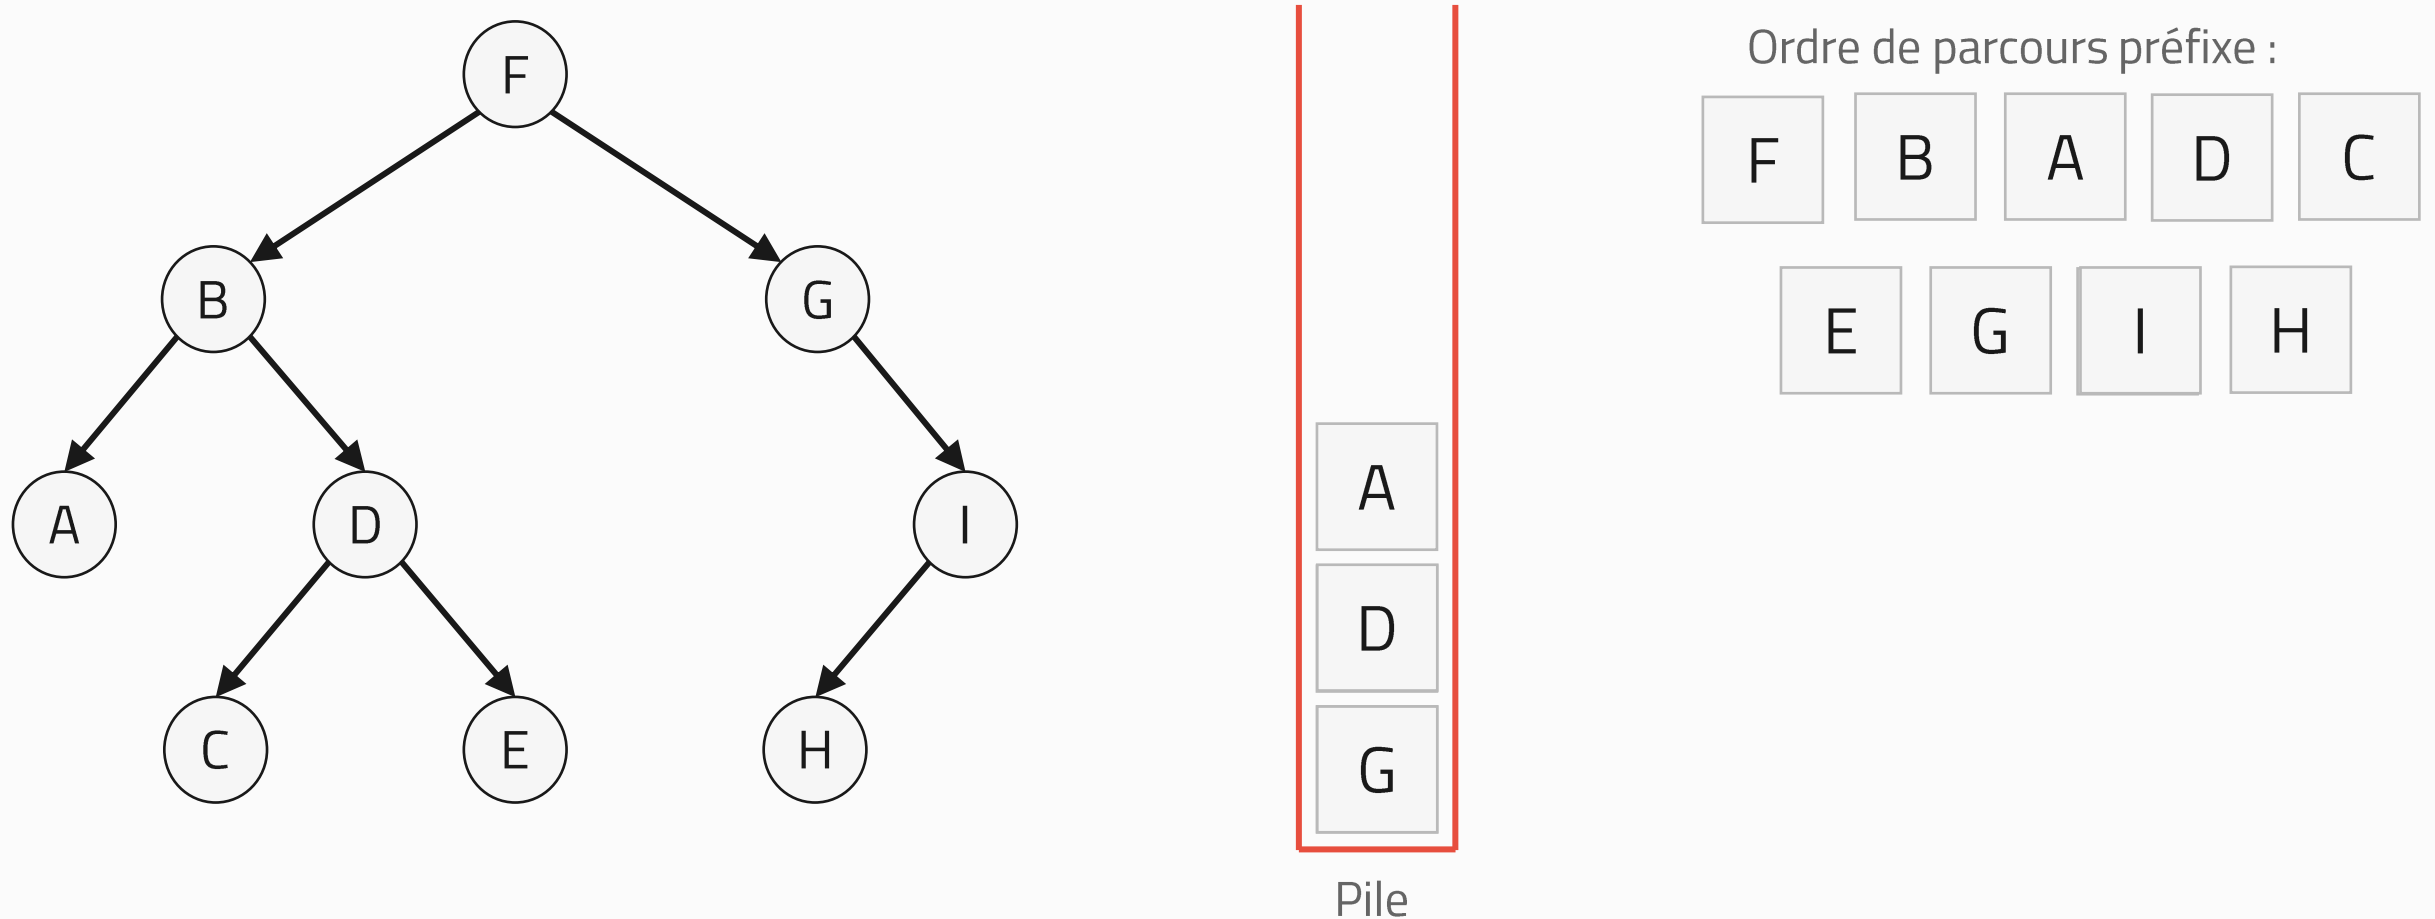 F
Ordre de parcours préfixe :
F B A D C
B G
E G I H
A D I
A
D
C E H
G
Pile